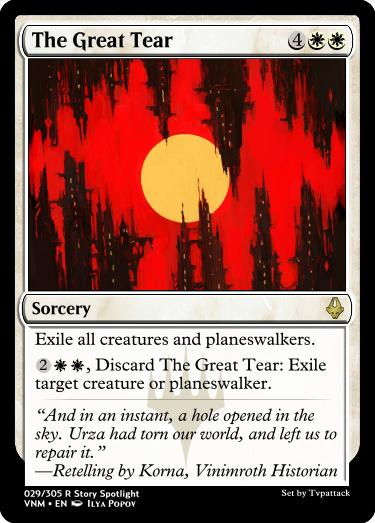 The Great Tear 4
Sorcery
Exile all creatures and planeswalkers.
2, Discard The Great Tear: Exile
target creature or planeswalker.
“And in an instant, a hole opened in the
sky. Urza had torn our world, and left us to
repair it.”
—Retelling by Korna, Vinimroth Historian
029/305 R Story Spotlight
VNM • EN Ilya Popov
Set by Tvpattack